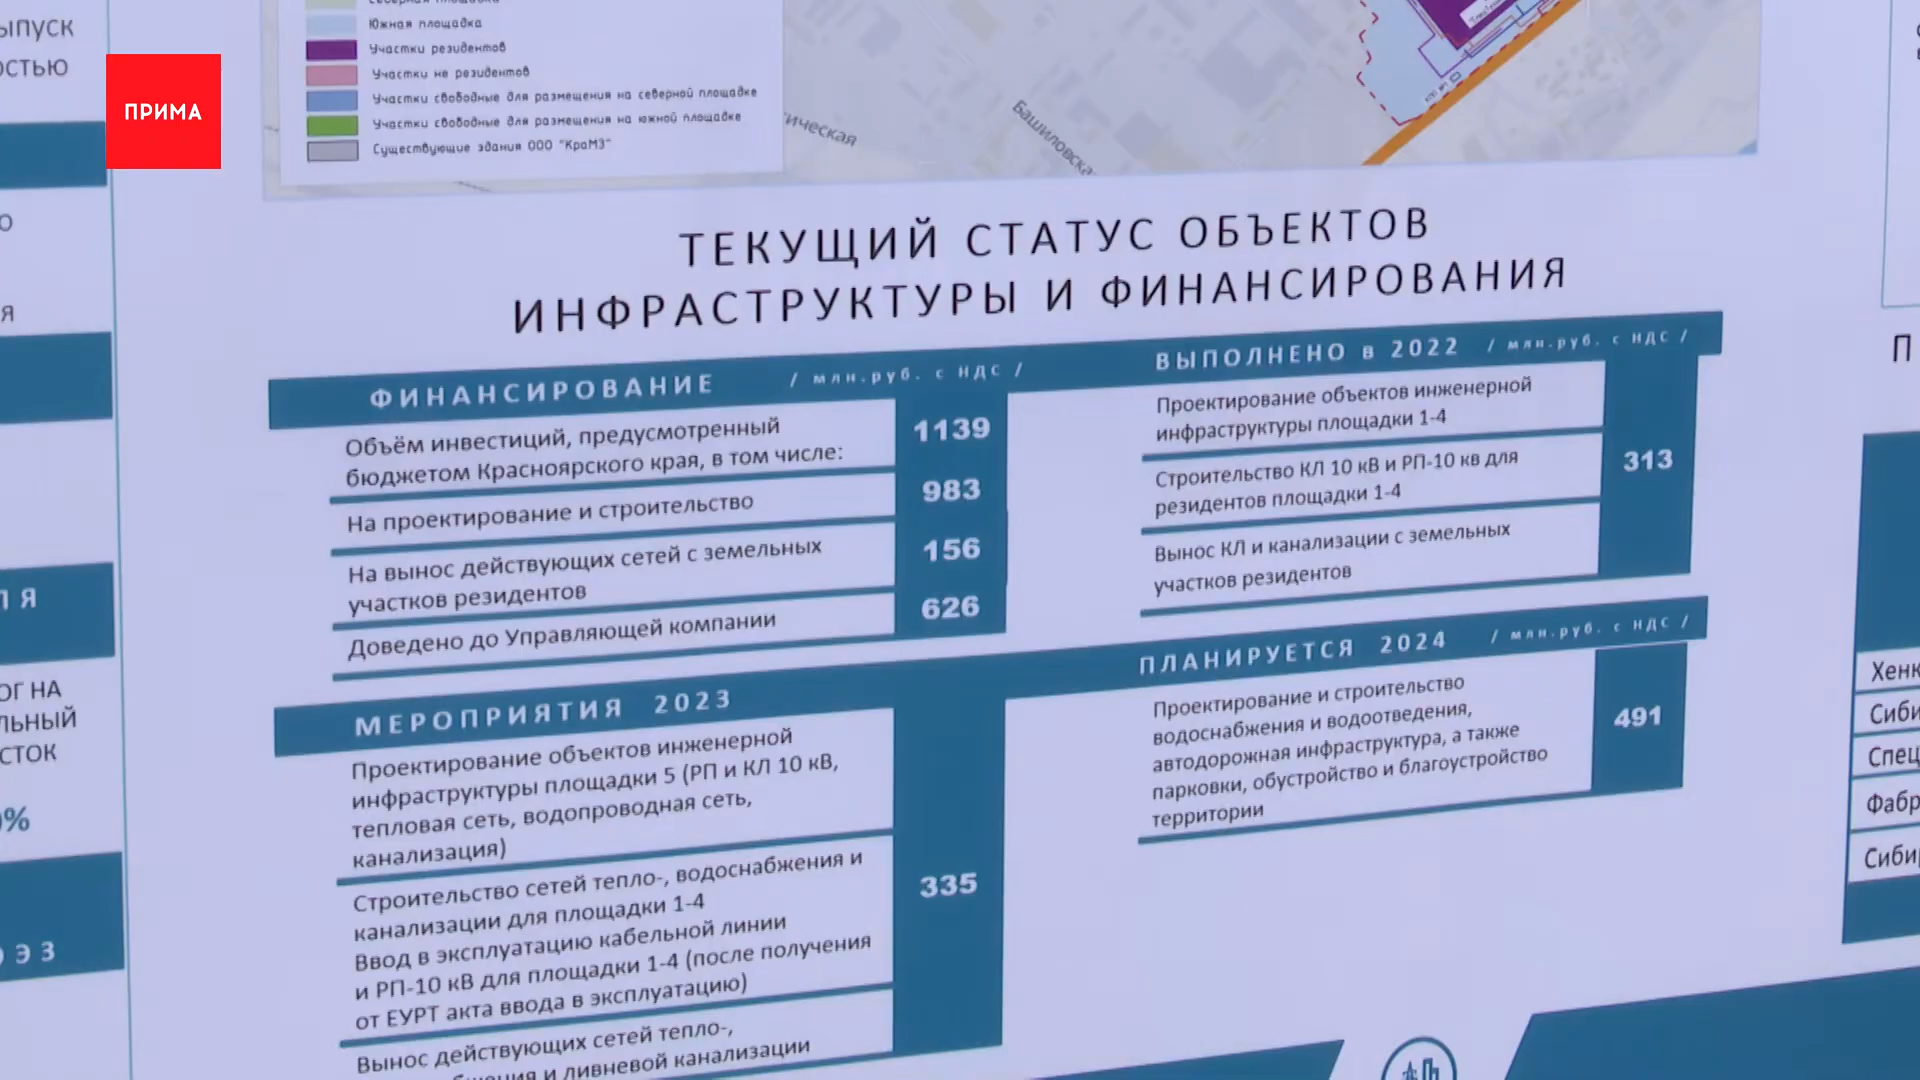 ПРИМА
Южная площадка
Участки резидентов
Участки не резидентов
Участки свободные для размещения на северной площадке
Участки свободные для размещения на южной площадке
Существующие здания ООО "КраМЗ"
ТЕКУЩИЙ СТАТУС ОБЪЕКТОВ
ИНФРАСТРУКТУРЫ И ФИНАНСИРОВАНИЯ
ФИНАНСИРОВАНИЕ / млн.руб. с НДС /
Объём инвестиций, предусмотренный
бюджетом Красноярского края, в том числе:
1139
На проектирование и строительство
983
На вынос действующих сетей с земельных
участков резидентов
156
Доведено до Управляющей компании
626
ВЫПОЛНЕНО в 2022 / млн.руб. с НДС /
Проектирование объектов инженерной
инфраструктуры площадки 1-4
Строительство КЛ 10 кВ и РП-10 кв для
резидентов площадки 1-4
Вынос КЛ и канализации с земельных
участков резидентов
313
МЕРОПРИЯТИЯ 2023
Проектирование объектов инженерной
инфраструктуры площадки 5 (РП и КЛ 10 кВ,
тепловая сеть, водопроводная сеть,
канализация)
Строительство сетей тепло-, водоснабжения и
канализации для площадки 1-4
Ввод в эксплуатацию кабельной линии
и РП-10 кВ для площадки 1-4 (после получения
от ЕУРТ акта ввода в эксплуатацию)
Вынос действующих сетей тепло-,
и ливневой канализации
335
ПЛАНИРУЕТСЯ 2024 / млн.руб. с НДС /
Проектирование и строительство
водоснабжения и водоотведения,
автодорожная инфраструктура, а также
парковки, обустройство и благоустройство
территории
491